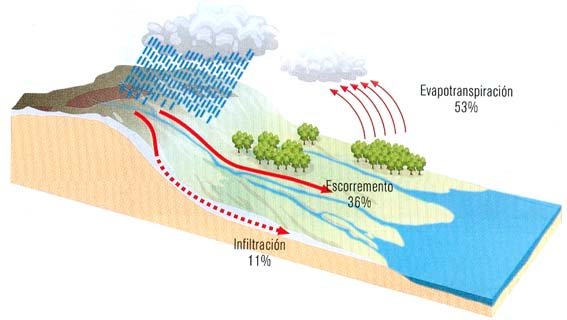 Evapotranspiración
53%
Escorremento
36%
Infiltración
11%